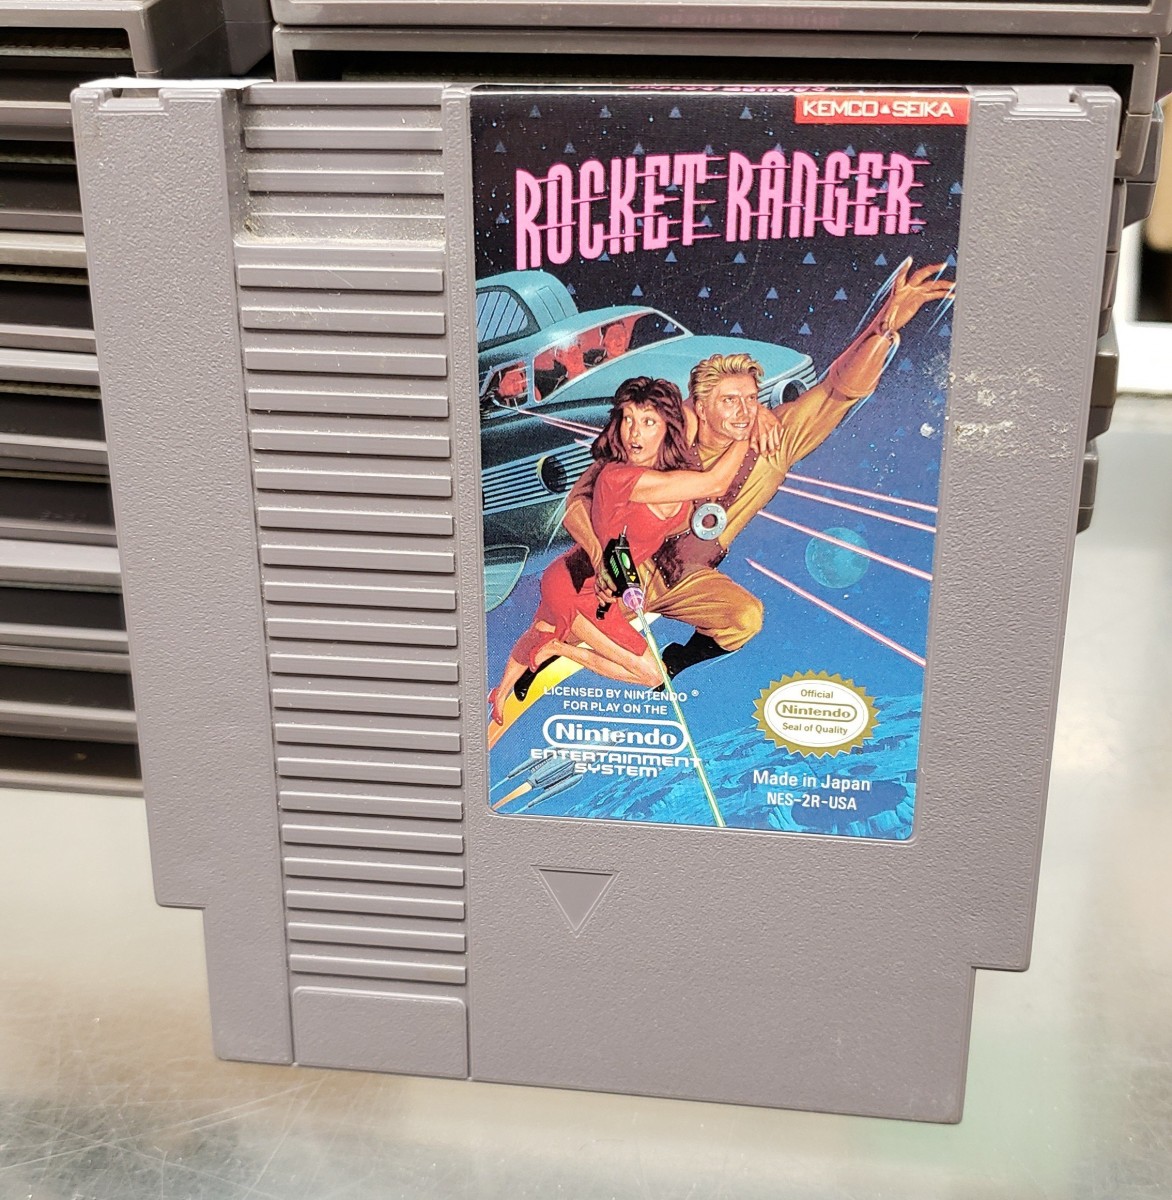 KEMCO▲SEIKA
ROCKET RANGER
LICENSED BY NINTENDO ®
FOR PLAY ON THE
Nintendo
ENTERTAINMENT
SYSTEM
Official
Nintendo
Seal of Quality
Made in Japan
NES-2R-USA